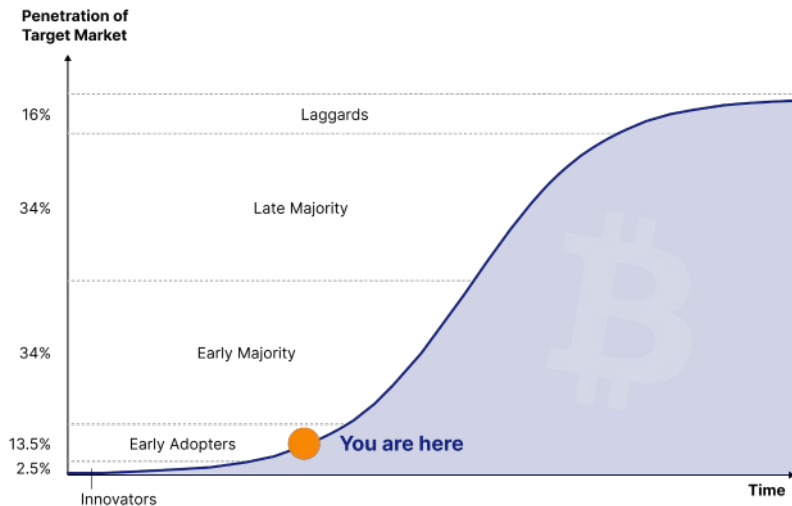 Penetration of
Target Market
16%
Laggards
34%
Late Majority
34%
Early Majority
13.5%
Early Adopters
You are here
2.5%
Innovators
Time